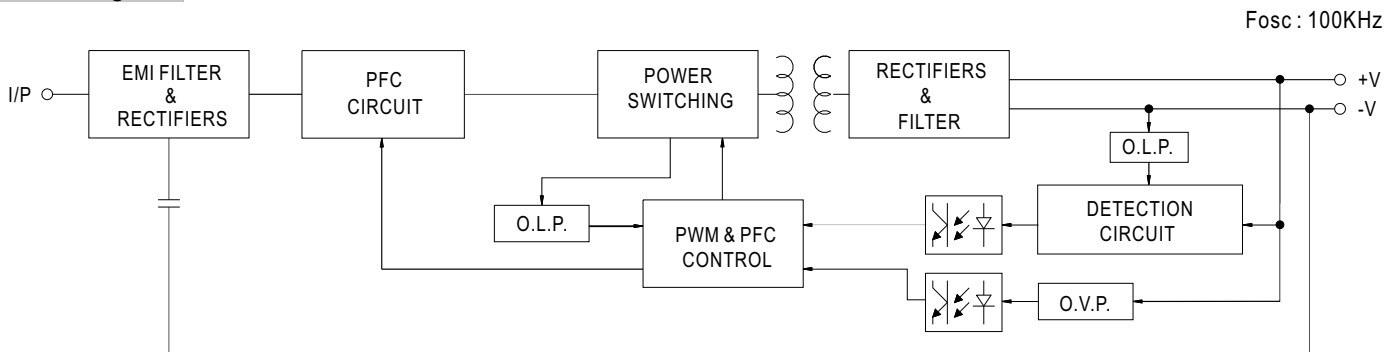 Fosc : 100KHz
I/P
EMI FILTER
&
RECTIFIERS
PFC
CIRCUIT
POWER
SWITCHING
RECTIFIERS
&
FILTER
+V
-V
O.L.P.
O.L.P.
PWM & PFC
CONTROL
DETECTION
CIRCUIT
O.V.P.